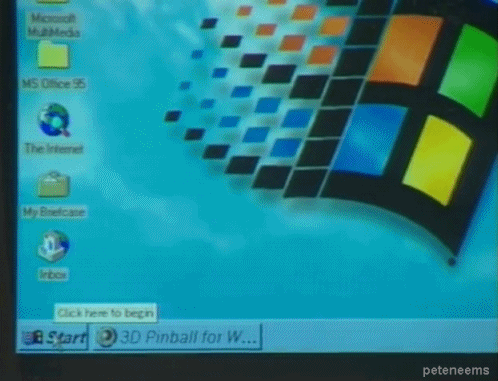 Microsoft
MultiMedia
MS Office 95
The Internet
My Briefcase
Inbox
Click here to begin
Start
3D Pinball for W...
peteneems